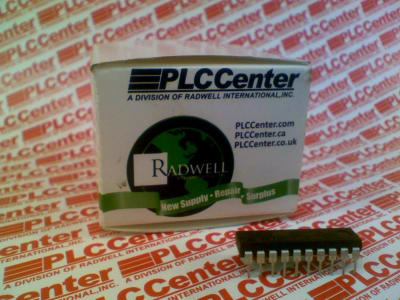 PLCCenter
A DIVISION OF RADWELL INTERNATIONAL, INC.
PLCCenter.com
PLCCenter.ca
PLCCenter.co.uk
RADWELL
New Supply • Repair • Surplus